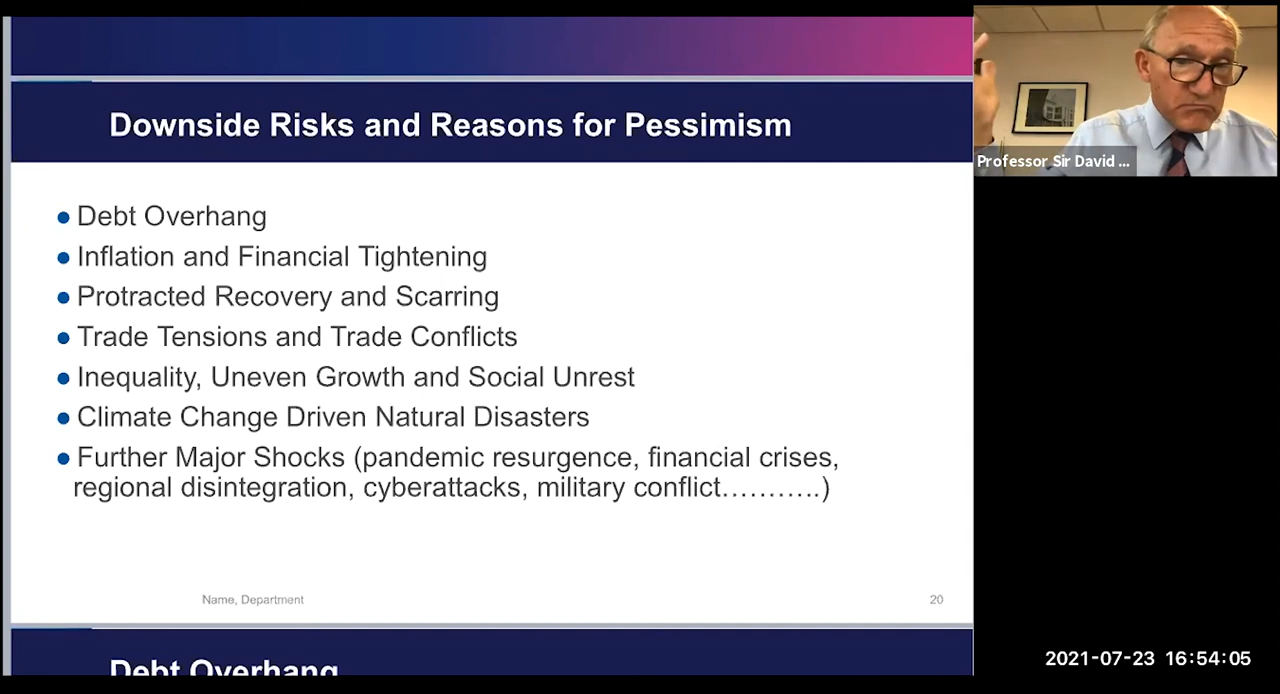 Downside Risks and Reasons for Pessimism
● Debt Overhang
● Inflation and Financial Tightening
● Protracted Recovery and Scarring
● Trade Tensions and Trade Conflicts
● Inequality, Uneven Growth and Social Unrest
● Climate Change Driven Natural Disasters
● Further Major Shocks (pandemic resurgence, financial crises,
regional disintegration, cyberattacks, military conflict………..)
Name, Department
20
Debt Overhang
Professor Sir David ...
2021-07-23 16:54:05